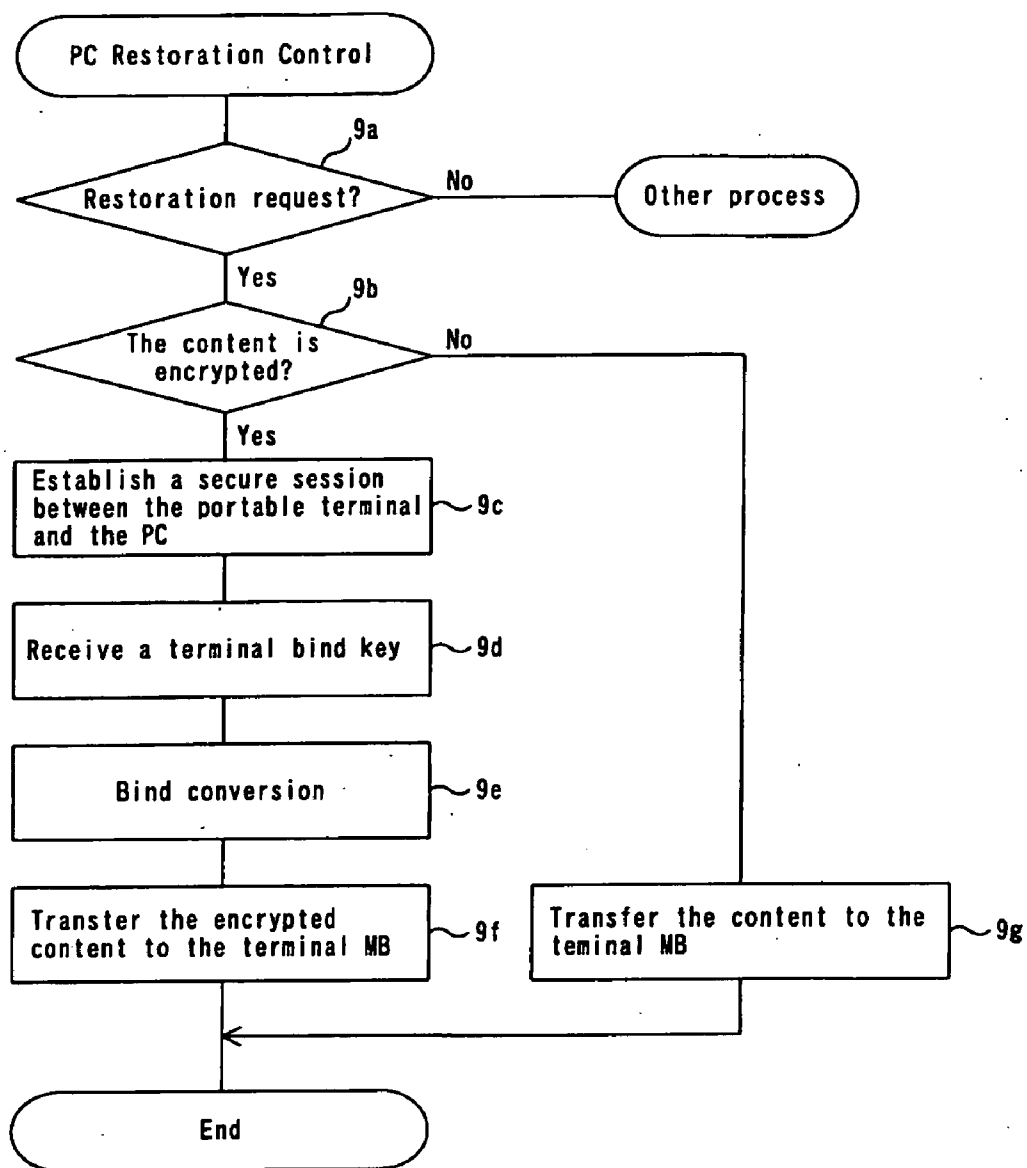 PC Restoration Control
9a
Restoration request?
No
Other process
Yes
9b
The content is
encrypted?
No
Yes
Establish a secure session
between the portable terminal
and the PC
9c
Receive a terminal bind key
9d
Bind conversion
9e
Transter the encrypted
content to the terminal MB
9f
Transfer the content to the
teminal MB
9g
End